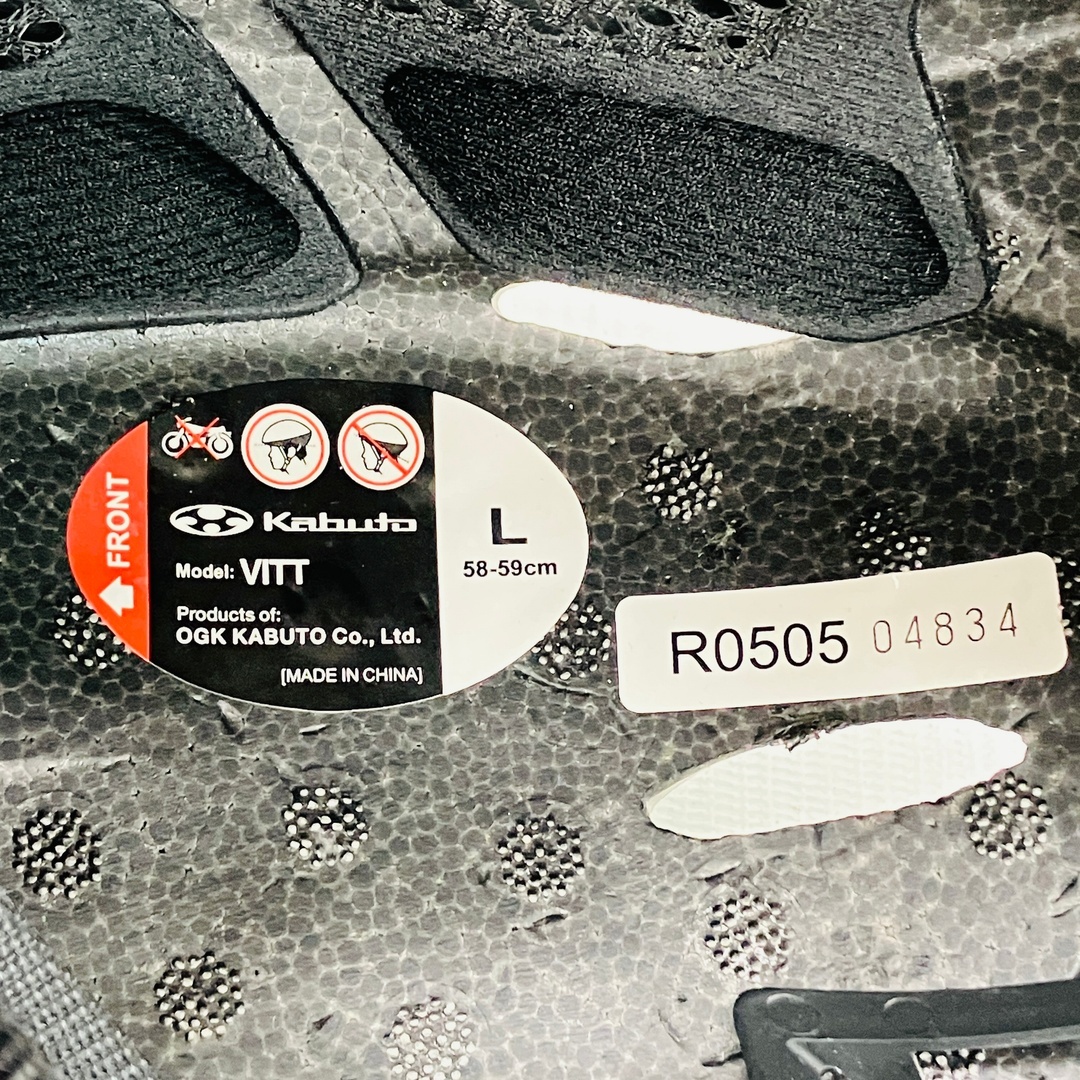 FRONT
Kabuto
Model: VITT
Products of:
OGK KABUTO Co., Ltd.
[MADE IN CHINA]
L
58-59cm
R0505 04834